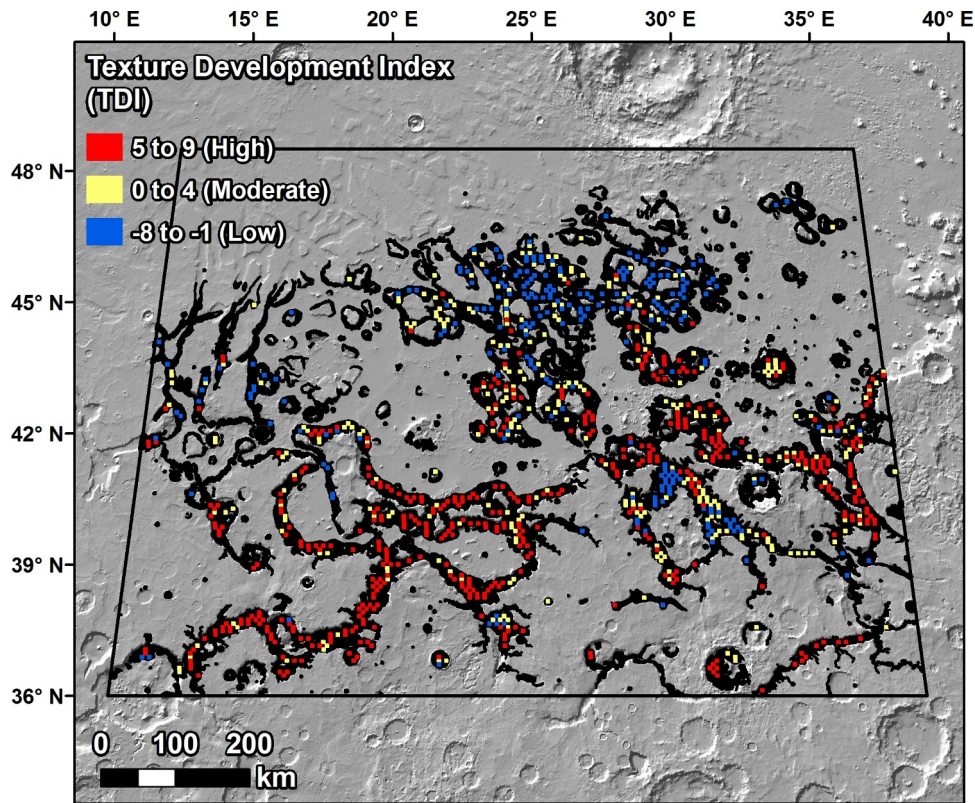 10° E 15° E 20° E 25° E 30° E 35° E 40° E
Texture Development Index
(TDI)
5 to 9 (High)
0 to 4 (Moderate)
-8 to -1 (Low)
48° N
45° N
42° N
39° N
36° N
0 100 200
km